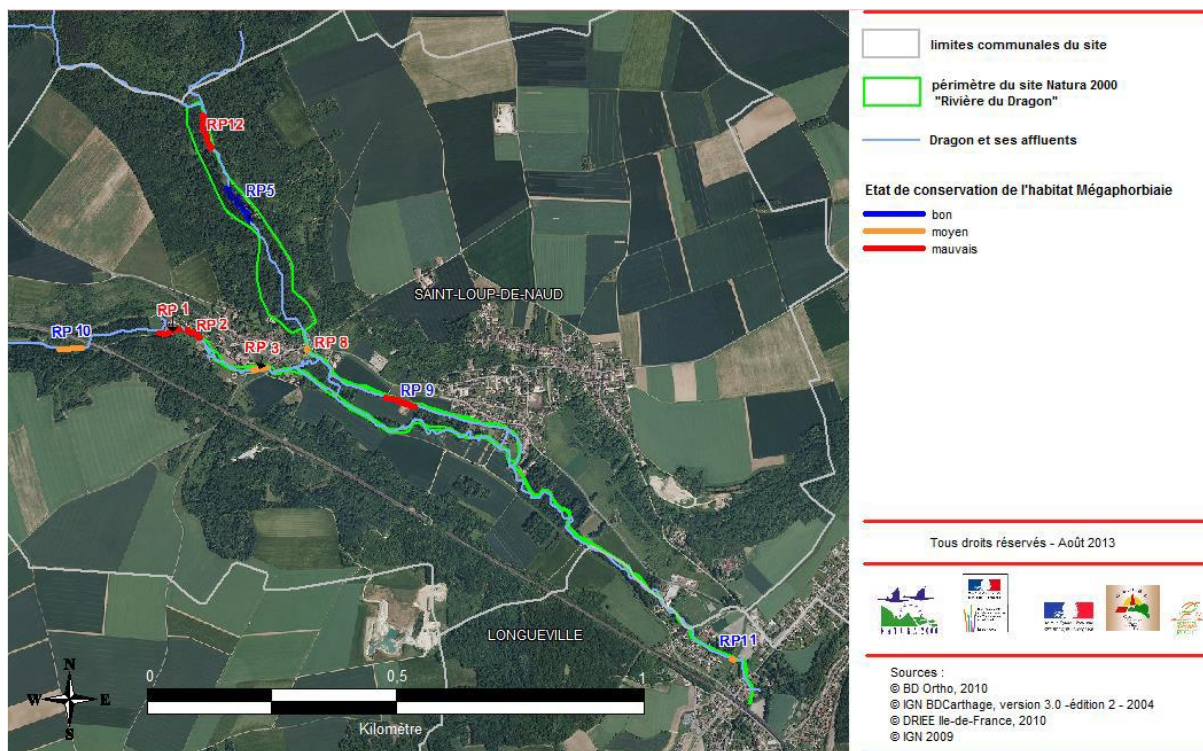 RP12
RP5
SAINT-LOUP-DE-NAUD
RP 1
RP 2
RP 10
RP 3
RP 8
RP 9
RP11
LONGUEVILLE
N
W E
S
0 0,5 1
Kilomètre
limites communales du site
périmètre du site Natura 2000
"Rivière du Dragon"
Dragon et ses affluents
Etat de conservation de l'habitat Mégaphorbiaie
bon
moyen
mauvais
Tous droits réservés - Août 2013
NATURA 2000
Sources :
© BD Ortho, 2010
© IGN BDCarthage, version 3.0 -édition 2 - 2004
© DRIEE Ile-de-France, 2010
© IGN 2009